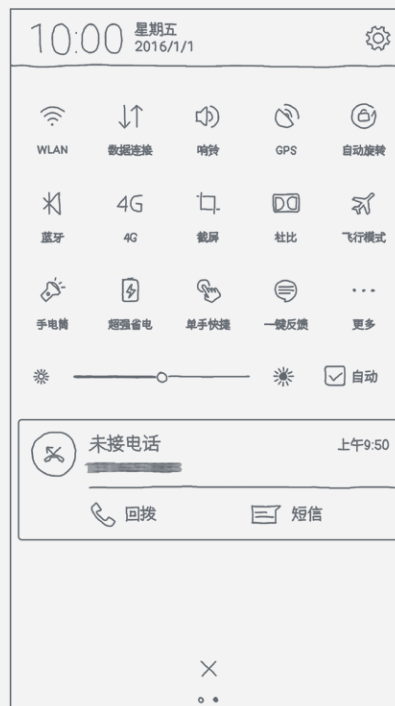 10:00 星期五
2016/1/1
WLAN 数据连接 响铃 GPS 自动旋转
4G
蓝牙 4G 截屏 杜比 飞行模式
手电筒 超强省电 单手快捷 一键反馈 更多
自动
未接电话 上午9:50
回拨 短信